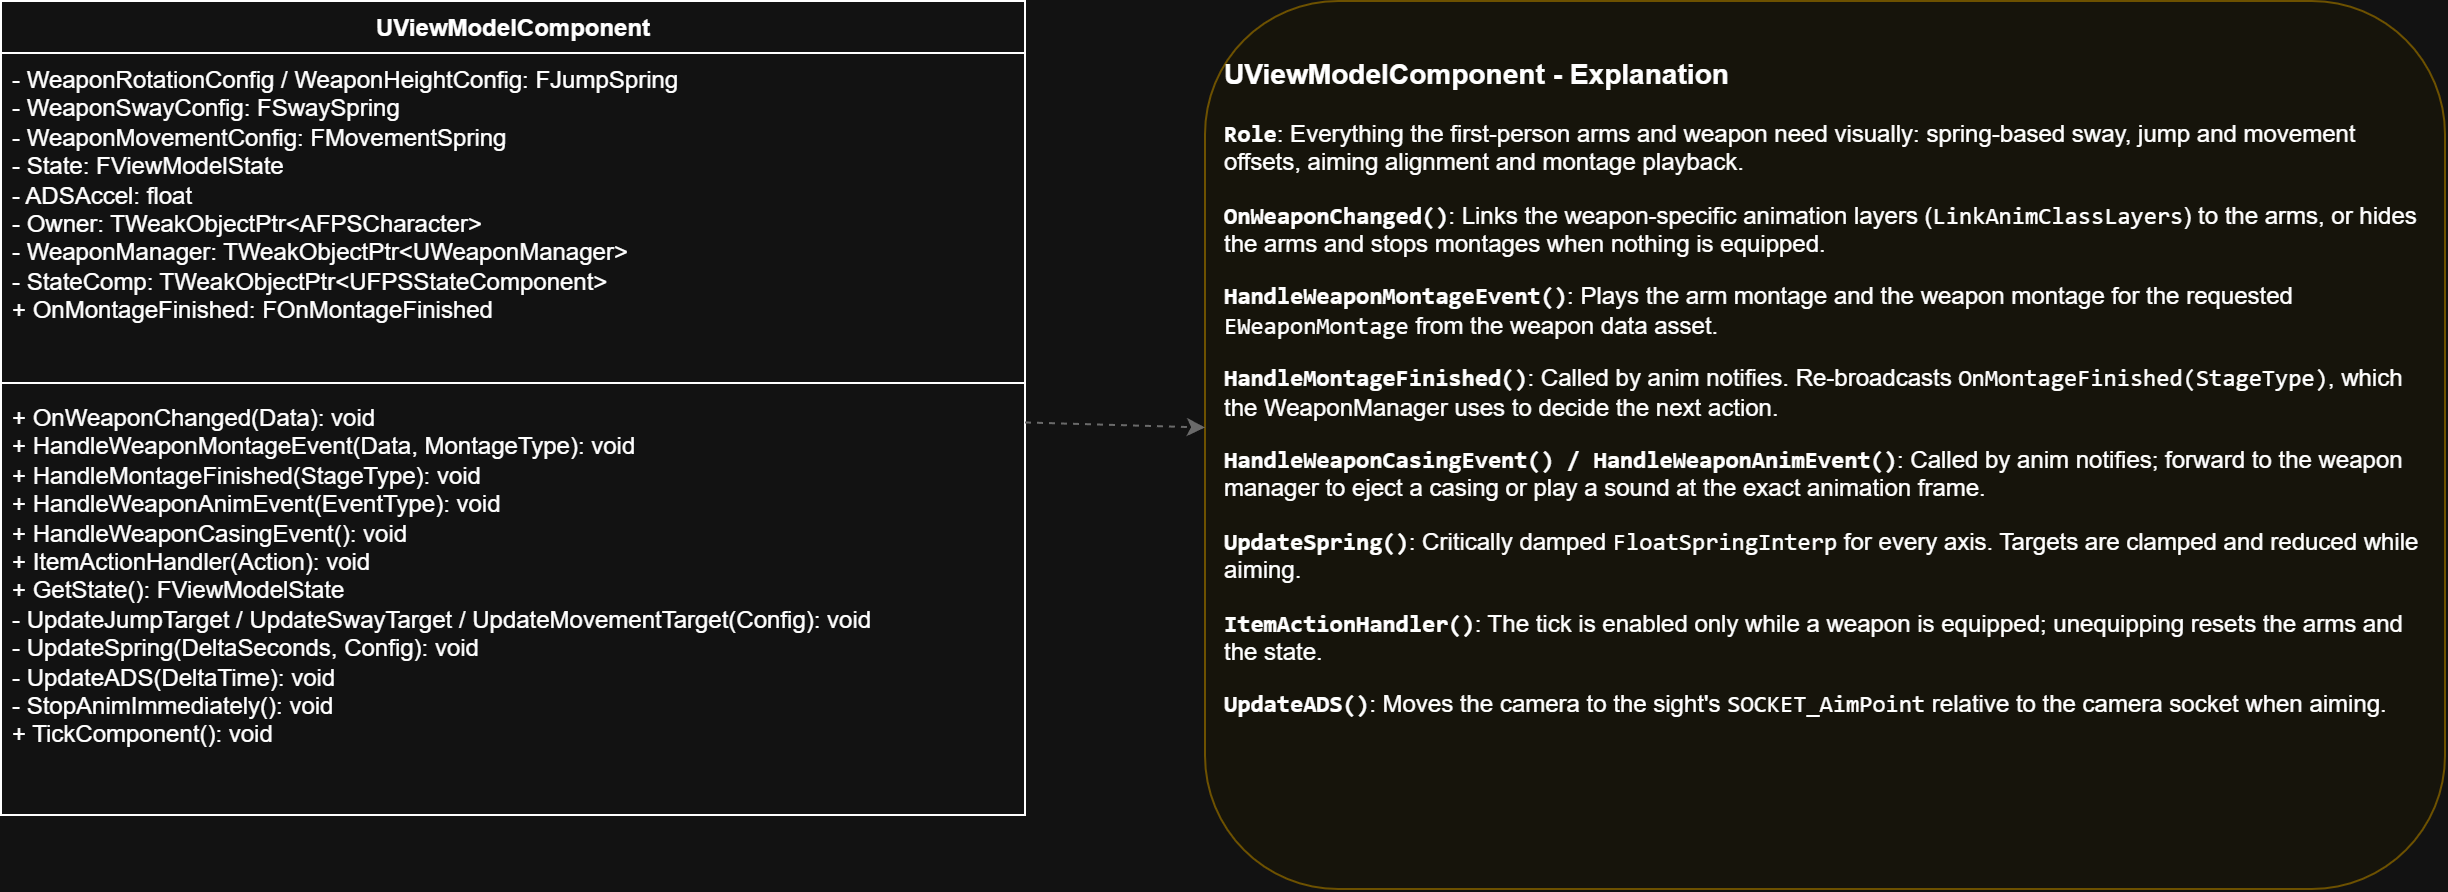 UViewModelComponent
- WeaponRotationConfig / WeaponHeightConfig: FJumpSpring
- WeaponSwayConfig: FSwaySpring
- WeaponMovementConfig: FMovementSpring
- State: FViewModelState
- ADSAccel: float
- Owner: TWeakObjectPtr<AFPSCharacter>
- WeaponManager: TWeakObjectPtr<UWeaponManager>
- StateComp: TWeakObjectPtr<UFPSStateComponent>
+ OnMontageFinished: FOnMontageFinished
+ OnWeaponChanged(Data): void
+ HandleWeaponMontageEvent(Data, MontageType): void
+ HandleMontageFinished(StageType): void
+ HandleWeaponAnimEvent(EventType): void
+ HandleWeaponCasingEvent(): void
+ ItemActionHandler(Action): void
+ GetState(): FViewModelState
- UpdateJumpTarget / UpdateSwayTarget / UpdateMovementTarget(Config): void
- UpdateSpring(DeltaSeconds, Config): void
- UpdateADS(DeltaTime): void
- StopAnimImmediately(): void
+ TickComponent(): void
UViewModelComponent - Explanation
Role: Everything the first-person arms and weapon need visually: spring-based sway, jump and movement
offsets, aiming alignment and montage playback.
OnWeaponChanged(): Links the weapon-specific animation layers (LinkAnimClassLayers) to the arms, or hides
the arms and stops montages when nothing is equipped.
HandleWeaponMontageEvent(): Plays the arm montage and the weapon montage for the requested
EWeaponMontage from the weapon data asset.
HandleMontageFinished(): Called by anim notifies. Re-broadcasts OnMontageFinished(StageType), which
the WeaponManager uses to decide the next action.
HandleWeaponCasingEvent() / HandleWeaponAnimEvent(): Called by anim notifies; forward to the weapon
manager to eject a casing or play a sound at the exact animation frame.
UpdateSpring(): Critically damped FloatSpringInterp for every axis. Targets are clamped and reduced while
aiming.
ItemActionHandler(): The tick is enabled only while a weapon is equipped; unequipping resets the arms and
the state.
UpdateADS(): Moves the camera to the sight's SOCKET_AimPoint relative to the camera socket when aiming.